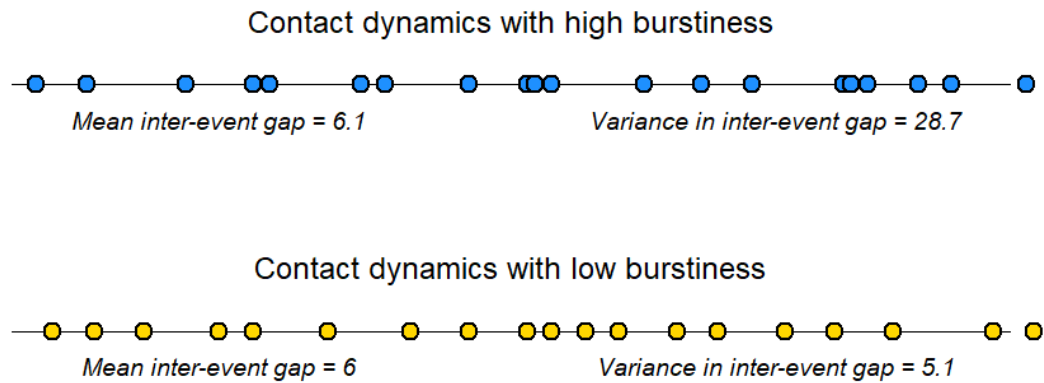 Contact dynamics with high burstiness
Mean inter-event gap = 6.1
Variance in inter-event gap = 28.7
Contact dynamics with low burstiness
Mean inter-event gap = 6
Variance in inter-event gap = 5.1